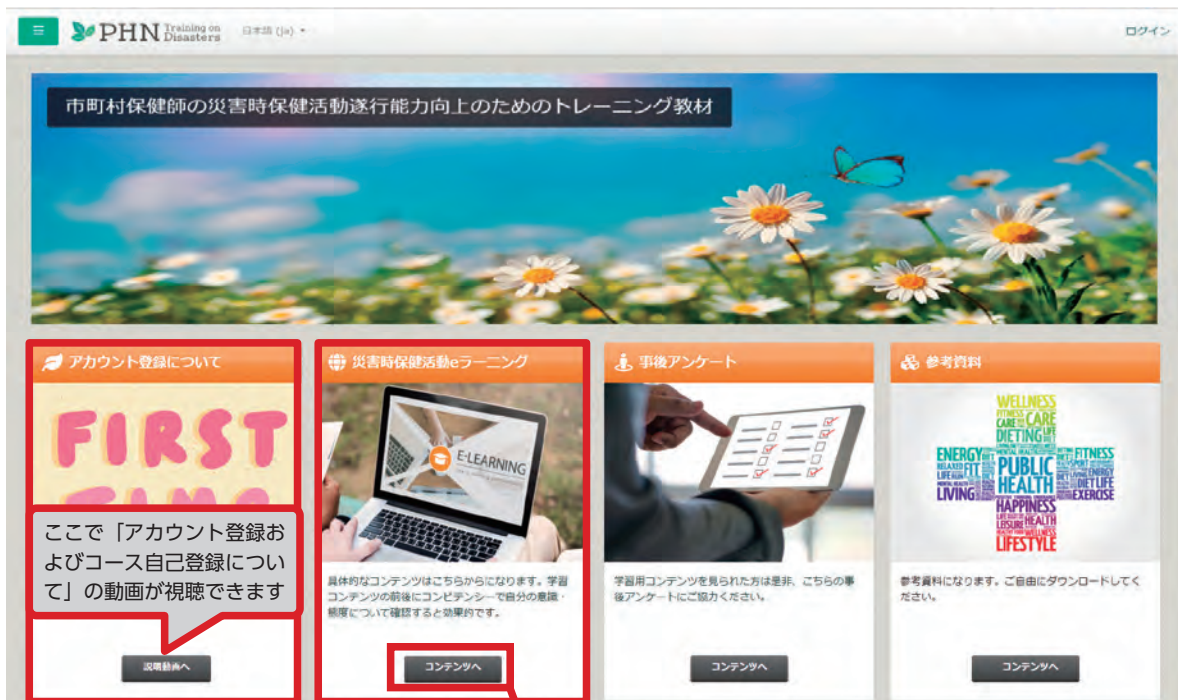 PHN Training on Disasters
日本語 (ja)
ログイン
市町村保健師の災害時保健活動遂行能力向上のためのトレーニング教材
アカウント登録について
FIRST
TIME
ここで「アカウント登録お
よびコース自己登録につい
て」の動画が視聴できます
説明動画へ
災害時保健活動eラーニング
E-LEARNING
具体的なコンテンツはこちらからになります。学習
コンテンツの前後にコンピテンシーで自分の意識・
態度について確認すると効果的です。
コンテンツへ
事後アンケート
学習用コンテンツを見られた方は是非、こちらの事
後アンケートにご協力ください。
コンテンツへ
参考資料
WELLNESS
FITNESS
CARE CARE
DIETING LIFE
ENERGY FITNESS
RELAXED FIT
LIFE
PUBLIC
HEALTH
ENERGY
DIET LIFE
LIVING EXERCISE
HAPPINESS
LEISURE HEALTH
LIFESTYLE
参考資料になります。ご自由にダウンロードしてく
ださい。
コンテンツへ